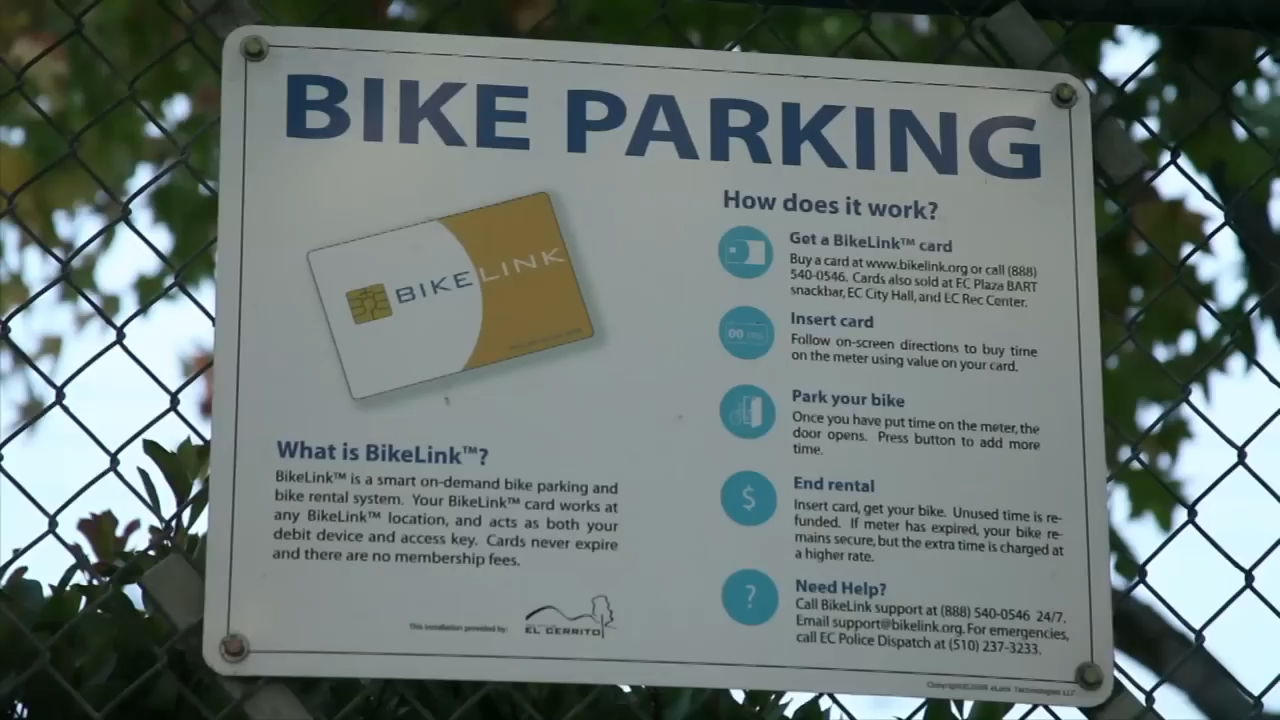 BIKE PARKING
BIKELINK
What is BikeLink™?
BikeLink™ is a smart on-demand bike parking and
bike rental system. Your BikeLink™ card works at
any BikeLink™ location, and acts as both your
debit device and access key. Cards never expire
and there are no membership fees.
This installation provided by:
EL CERRITO
How does it work?
Get a BikeLink™ card
Buy a card at www.bikelink.org or call (888)
540-0546. Cards also sold at EC Plaza BART
snackbar, EC City Hall, and EC Rec Center.
00
Insert card
Follow on-screen directions to buy time
on the meter using value on your card.
Park your bike
Once you have put time on the meter, the
door opens. Press button to add more
time.
$
End rental
Insert card, get your bike. Unused time is re-
funded. If meter has expired, your bike re-
mains secure, but the extra time is charged at
a higher rate.
?
Need Help?
Call BikeLink support at (888) 540-0546 24/7.
Email support@bikelink.org. For emergencies,
call EC Police Dispatch at (510) 237-3233.
eLock Technologies LLC